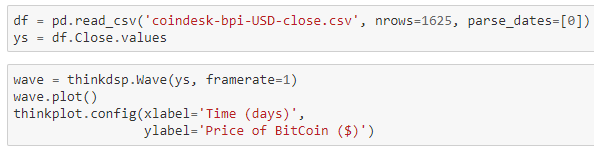 df = pd.read_csv('coindesk-bpi-USD-close.csv', nrows=1625, parse_dates=[0])
ys = df.Close.values
wave = thinkdsp.Wave(ys, framerate=1)
wave.plot()
thinkplot.config(xlabel='Time (days)',
                 ylabel='Price of BitCoin ($)')